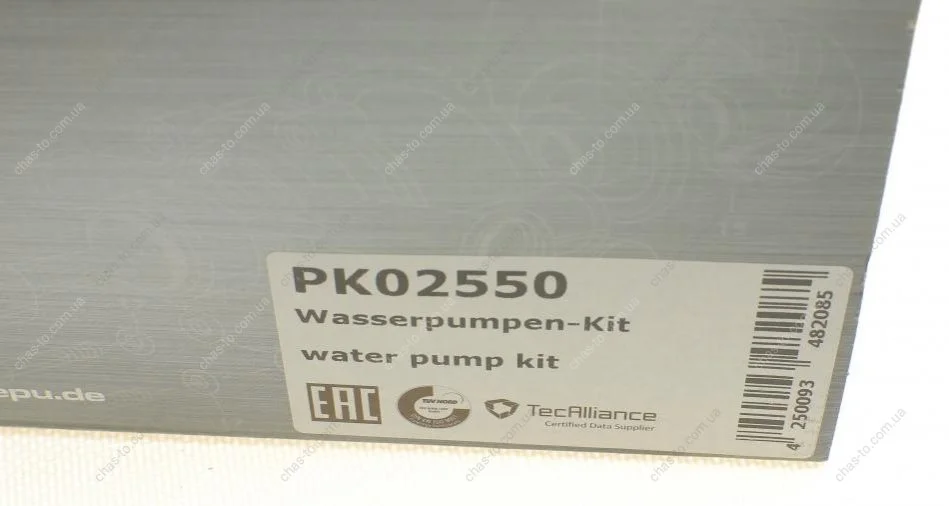 PK02550
Wasserpumpen-Kit
water pump kit
EAC
TÜV NORD
TecAlliance
Certified Data Supplier
4 250093 482085
epu.de
chas-to.com.ua